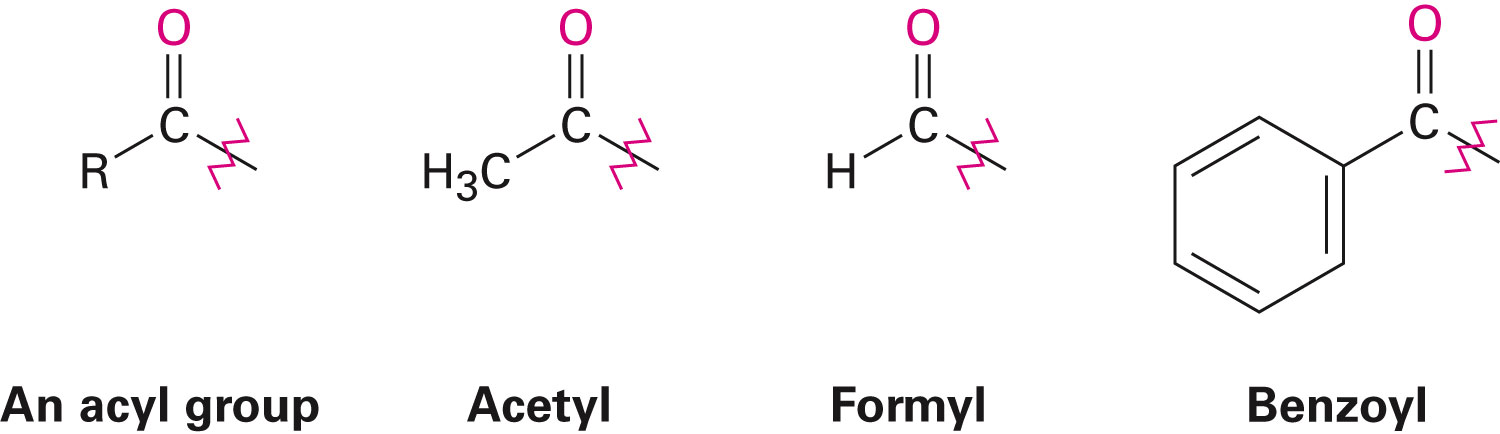 O O O O
C C C C
R H₃C H
An acyl group Acetyl Formyl Benzoyl